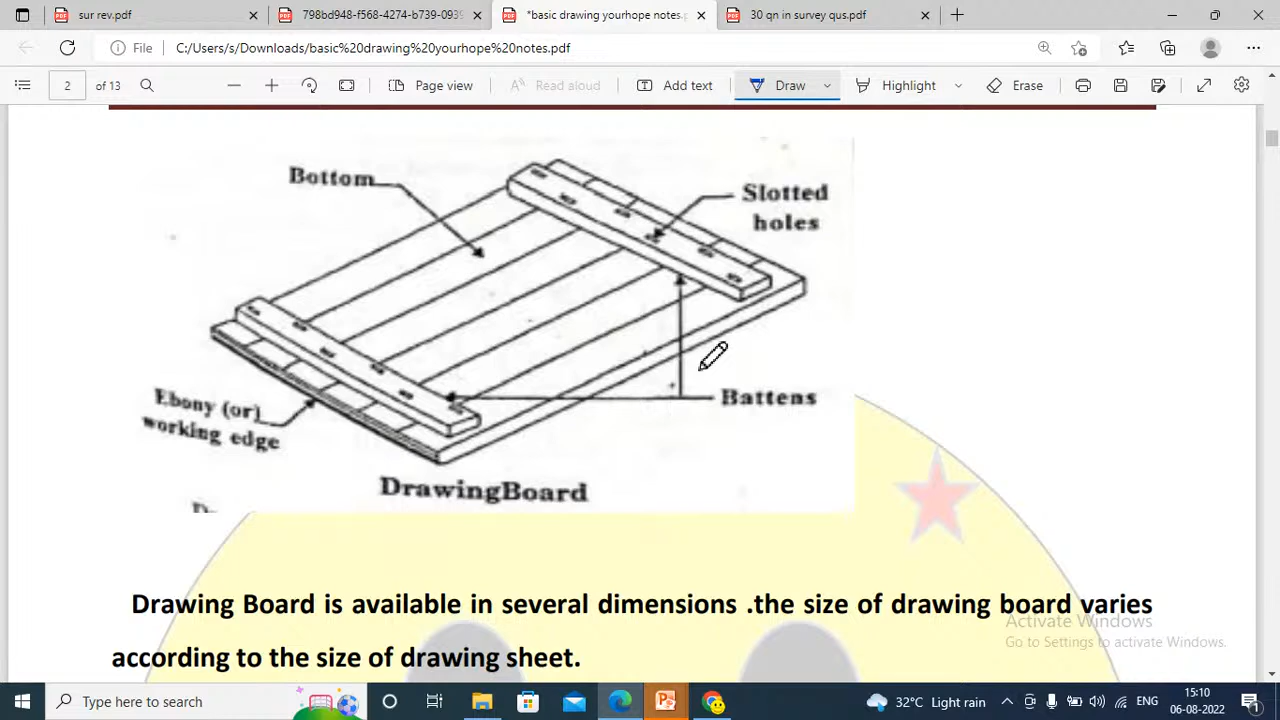 sur rev.pdf
798bd948-f568-4274-b739-0939
*basic drawing yourhope notes.p
30 qn in survey qus.pdf
File
C:/Users/s/Downloads/basic%20drawing%20yourhope%20notes.pdf
of 13
Page view
Read aloud
Add text
Draw
Highlight
Erase
Bottom
Slotted
holes
Ebony (or)
working edge
Battens
DrawingBoard
Drawing Board is available in several dimensions .the size of drawing board varies
according to the size of drawing sheet.
Activate Windows
Go to Settings to activate Windows.
Type here to search
32°C Light rain
ENG
15:10
06-08-2022
1